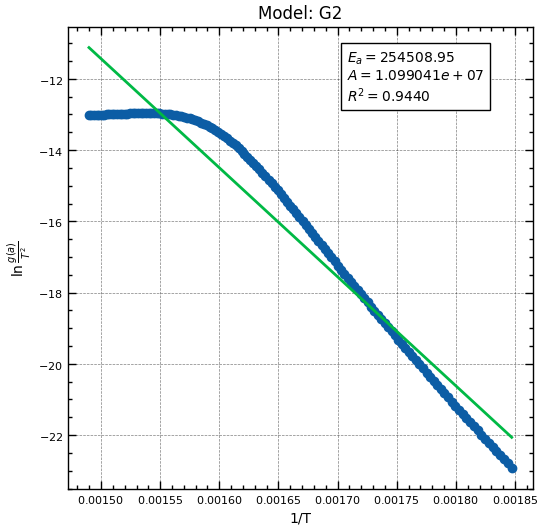 Model: G2
E_a = 254508.95
A = 1.099041e + 07
R² = 0.9440
−12
−14
−16
−18
−20
−22
ln g(a)/T²
0.00150 0.00155 0.00160 0.00165 0.00170 0.00175 0.00180 0.00185
1/T